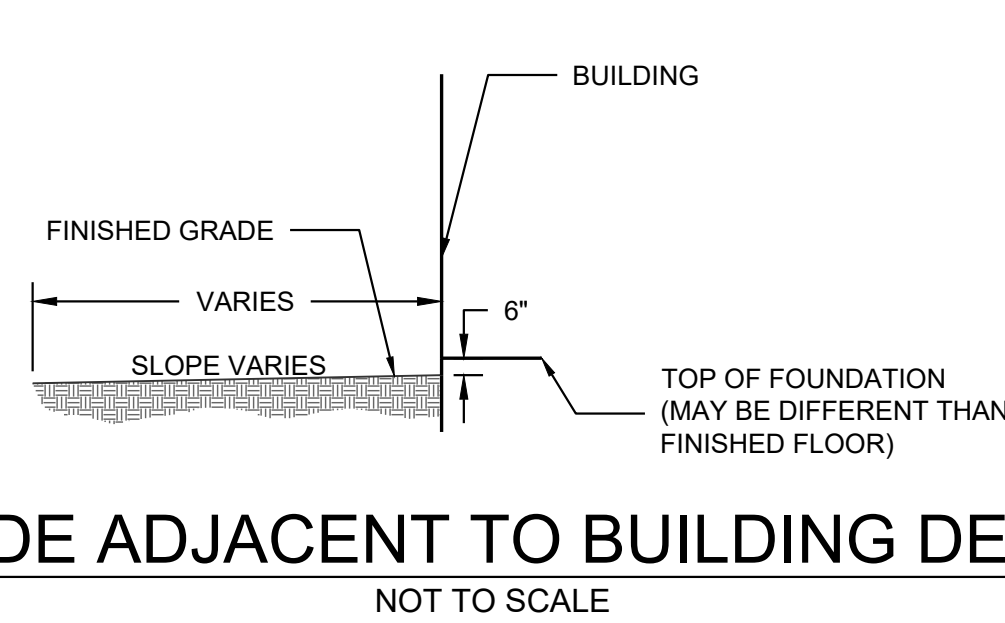 BUILDING
FINISHED GRADE
VARIES
6"
SLOPE VARIES
TOP OF FOUNDATION
(MAY BE DIFFERENT THAN
FINISHED FLOOR)
DE ADJACENT TO BUILDING DE
NOT TO SCALE